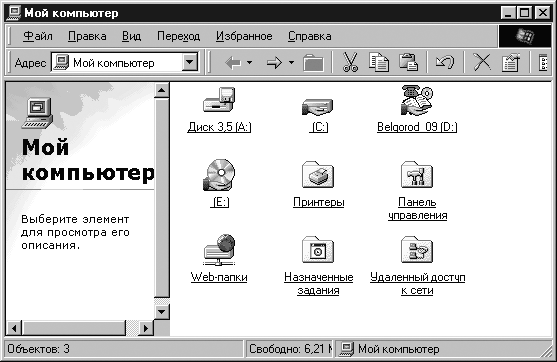 Мой компьютер
Файл Правка Вид Переход Избранное Справка
Адрес Мой компьютер
Диск 3,5 (A:) (C:) Belgorod_09 (D:)
Мой
компьютер
(E:) Принтеры Панель
управления
Выберите элемент
для просмотра его
описания.
Web-папки Назначенные
задания Удаленный доступ
к сети
Объектов: 3 Свободно: 6,21 Мой компьютер